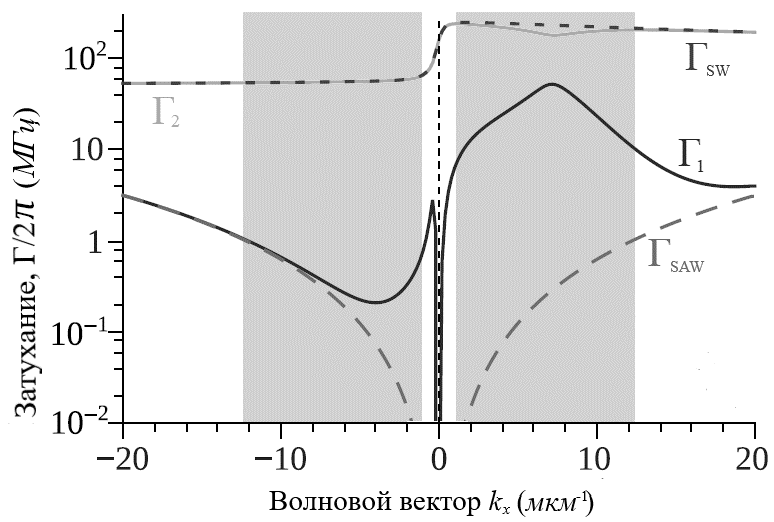 10²
Γ_SW
Γ₂
10
Γ₁
1
Γ_SAW
10⁻¹
10⁻²
−20 −10 0 10 20
Волновой вектор kₓ (мкм⁻¹)
Затухание, Γ/2π (МГц)